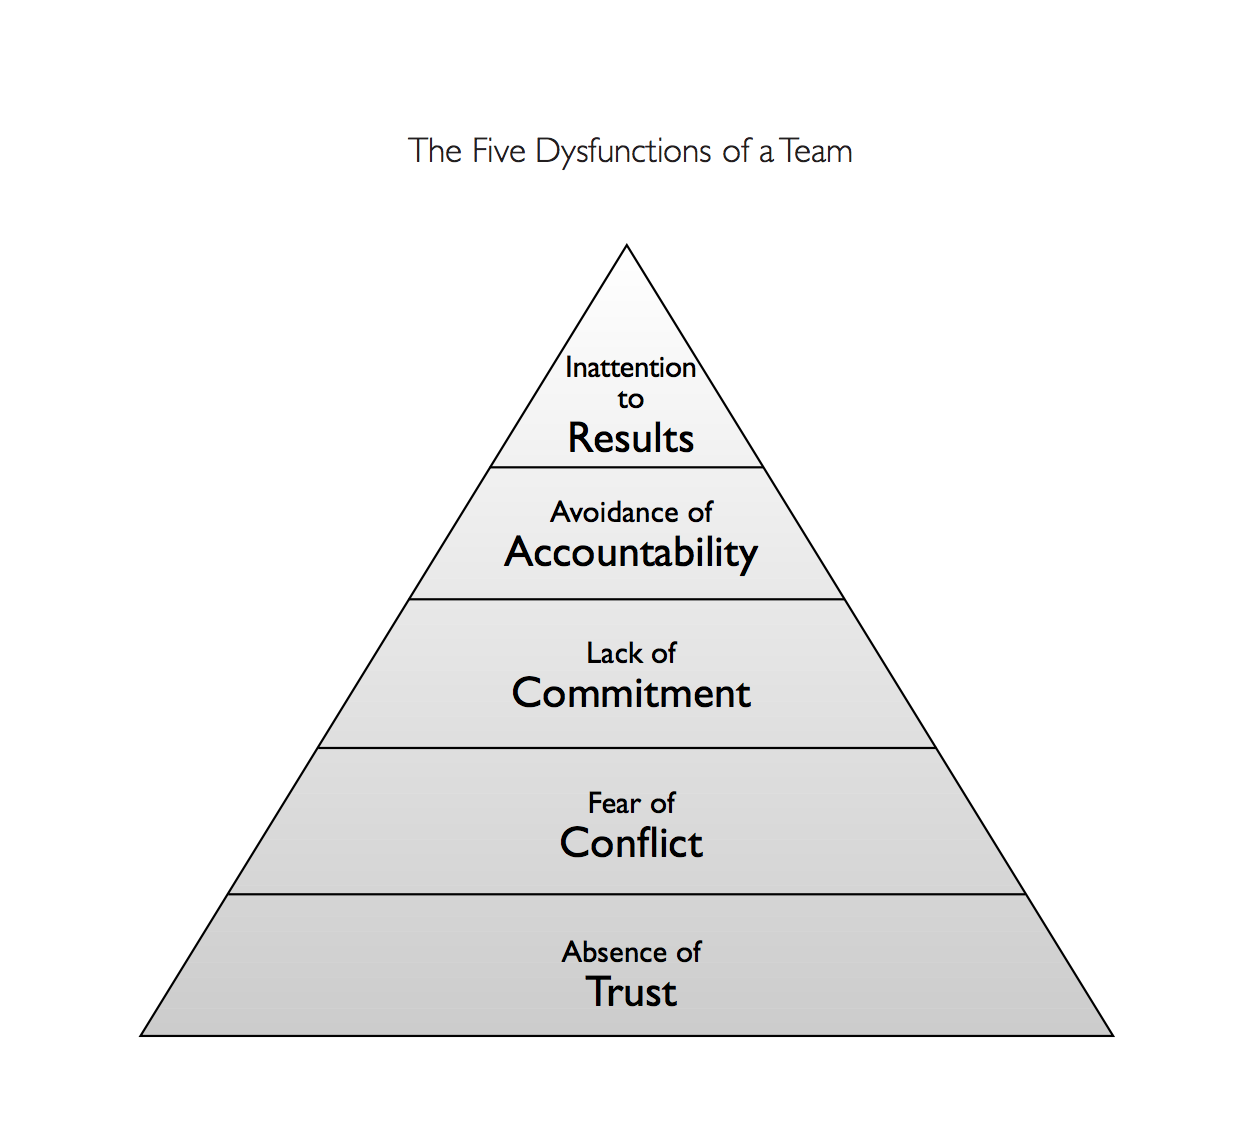 The Five Dysfunctions of a Team
Inattention
to
Results
Avoidance of
Accountability
Lack of
Commitment
Fear of
Conflict
Absence of
Trust